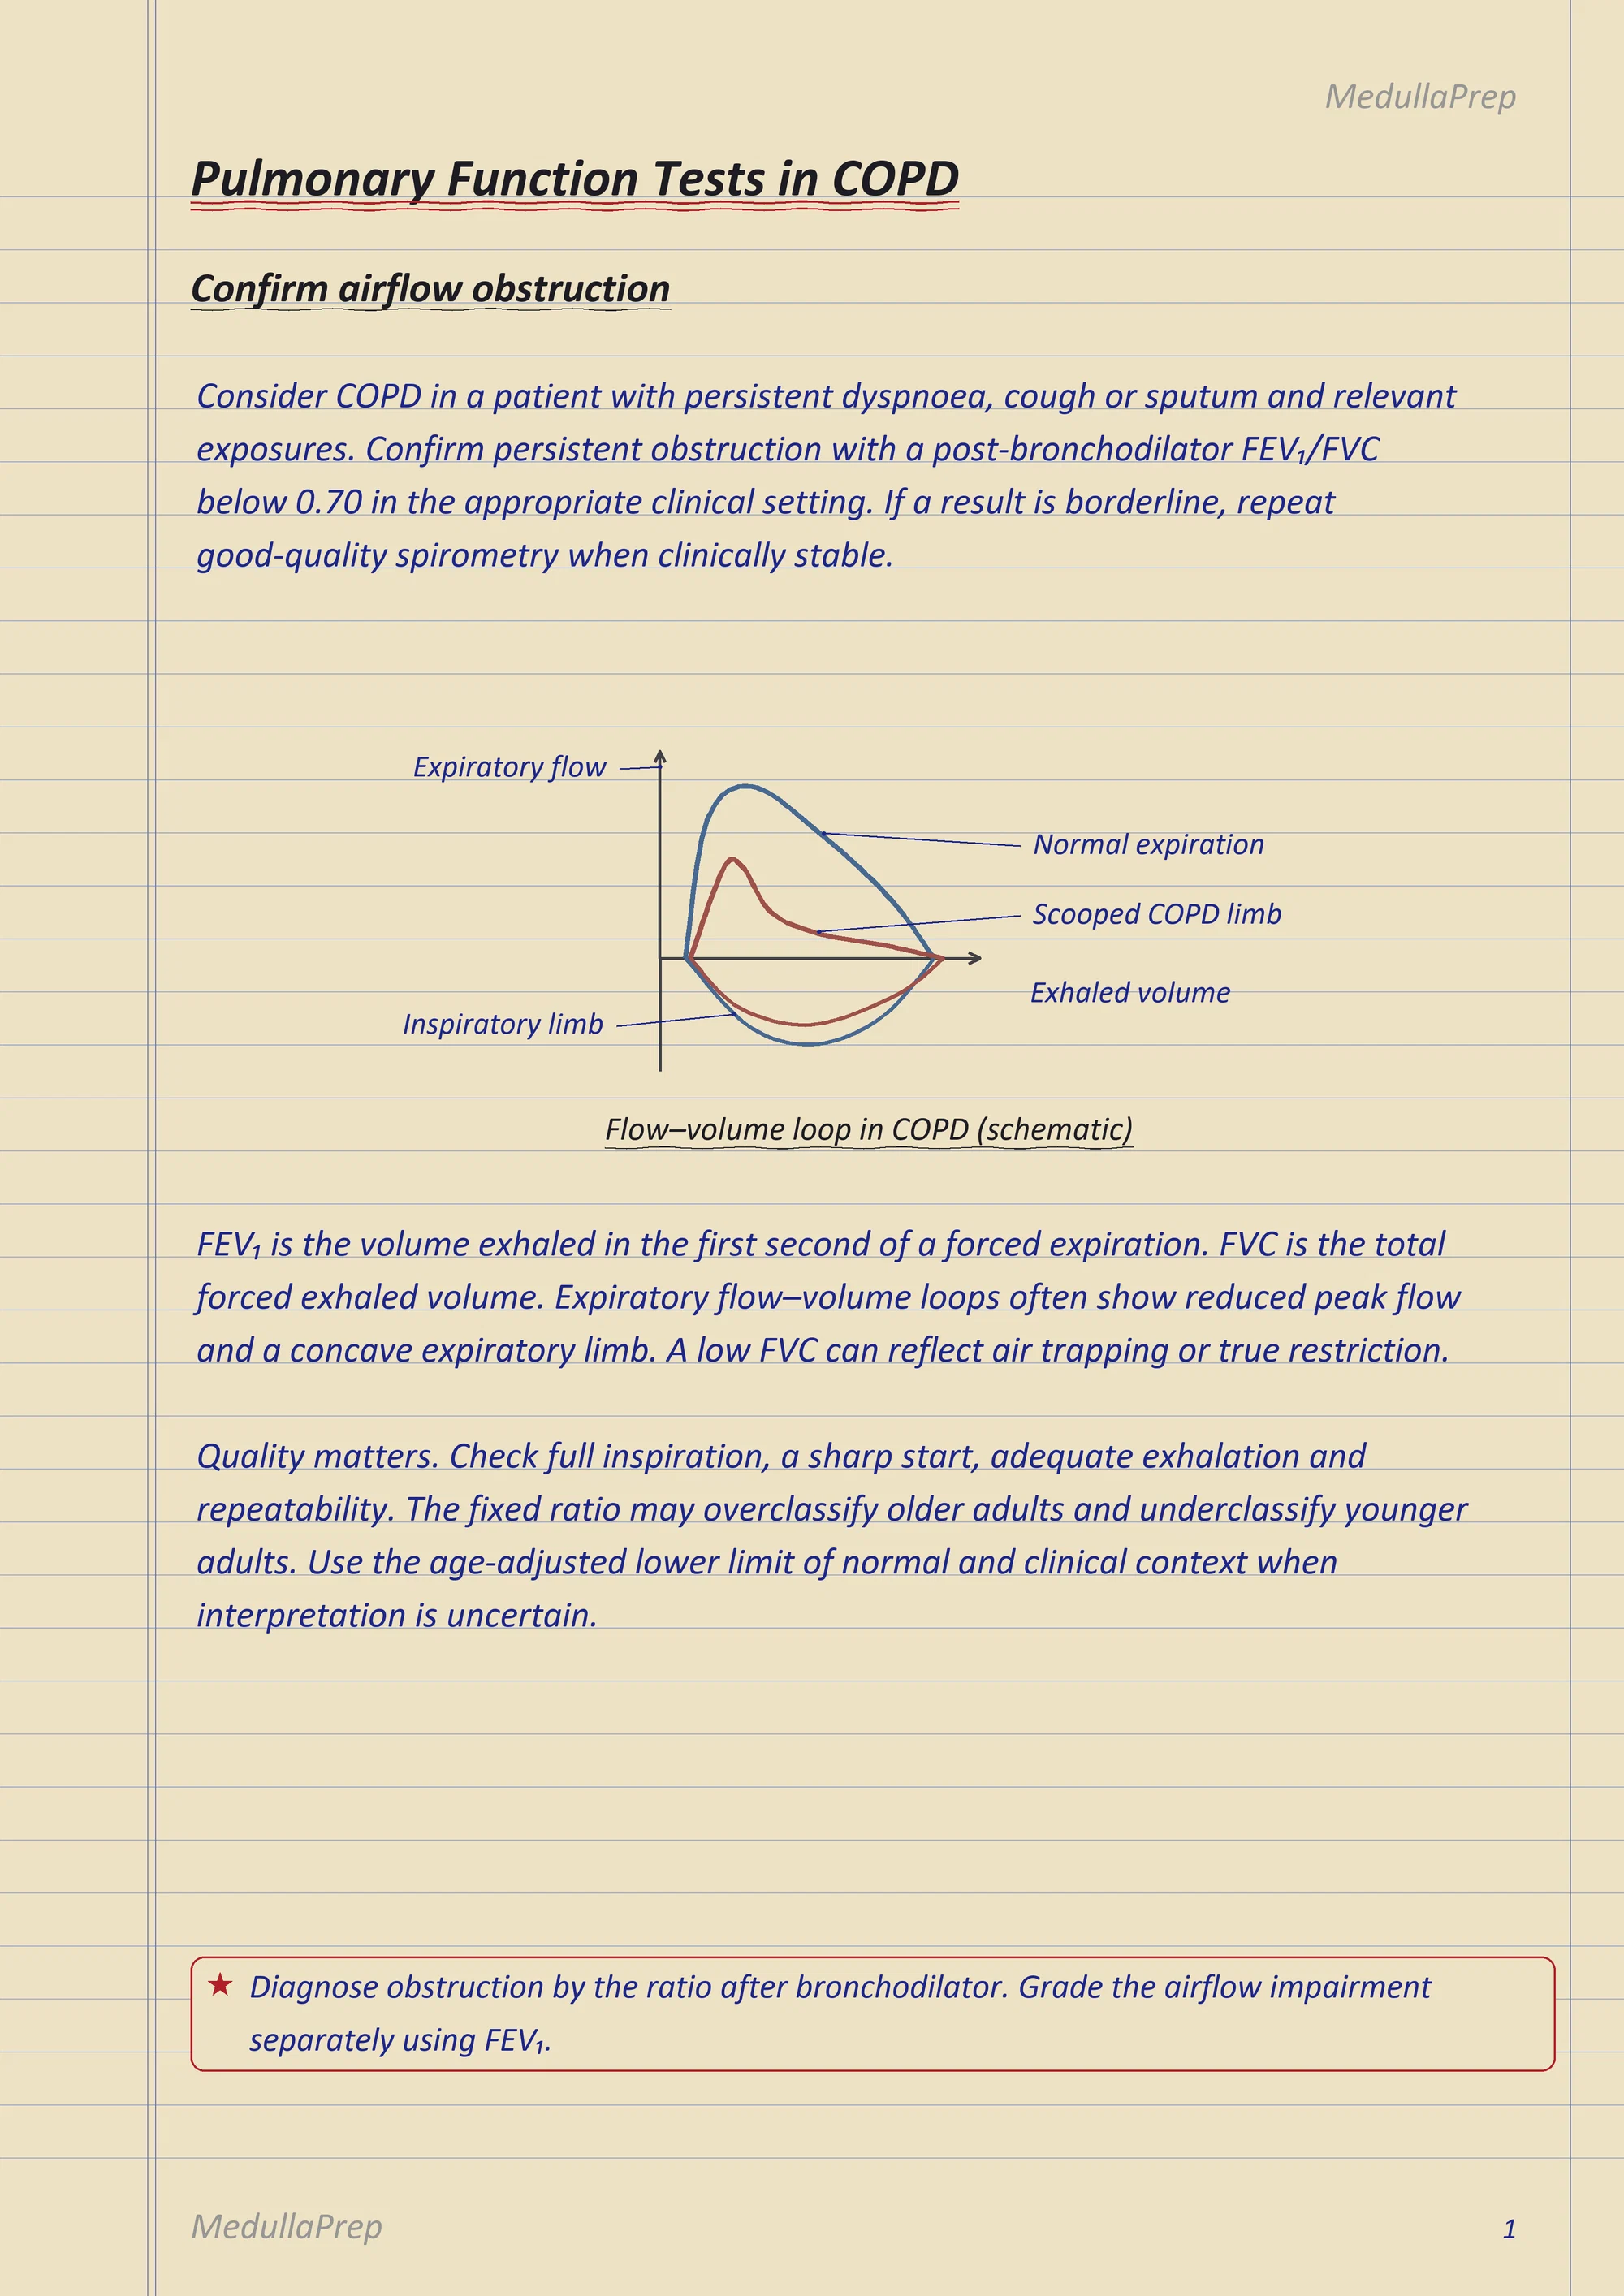 MedullaPrep
Pulmonary Function Tests in COPD
Confirm airflow obstruction
Consider COPD in a patient with persistent dyspnoea, cough or sputum and relevant
exposures. Confirm persistent obstruction with a post-bronchodilator FEV₁/FVC
below 0.70 in the appropriate clinical setting. If a result is borderline, repeat
good-quality spirometry when clinically stable.
Expiratory flow
Normal expiration
Scooped COPD limb
Exhaled volume
Inspiratory limb
Flow–volume loop in COPD (schematic)
FEV₁ is the volume exhaled in the first second of a forced expiration. FVC is the total
forced exhaled volume. Expiratory flow–volume loops often show reduced peak flow
and a concave expiratory limb. A low FVC can reflect air trapping or true restriction.
Quality matters. Check full inspiration, a sharp start, adequate exhalation and
repeatability. The fixed ratio may overclassify older adults and underclassify younger
adults. Use the age-adjusted lower limit of normal and clinical context when
interpretation is uncertain.
★ Diagnose obstruction by the ratio after bronchodilator. Grade the airflow impairment
separately using FEV₁.
MedullaPrep
1